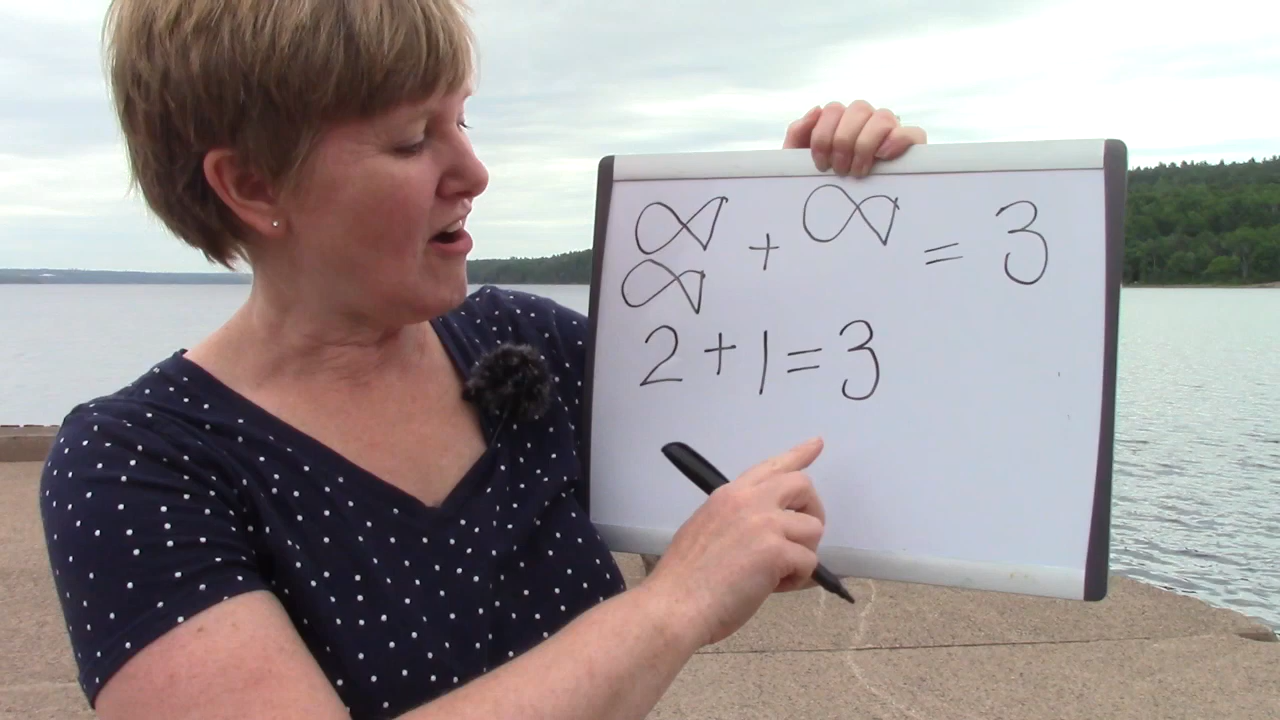 + = 3
2 + 1 = 3